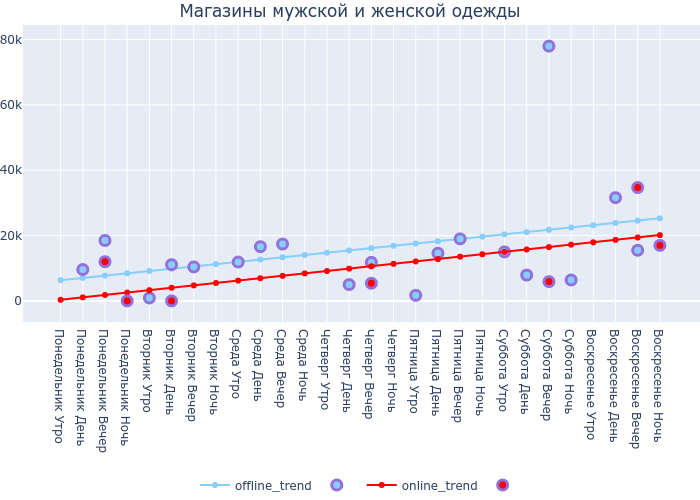 Магазины мужской и женской одежды
80k
60k
40k
20k
0
Понедельник Утро
Понедельник День
Понедельник Вечер
Понедельник Ночь
Вторник Утро
Вторник День
Вторник Вечер
Вторник Ночь
Среда Утро
Среда День
Среда Вечер
Среда Ночь
Четверг Утро
Четверг День
Четверг Вечер
Четверг Ночь
Пятница Утро
Пятница День
Пятница Вечер
Пятница Ночь
Суббота Утро
Суббота День
Суббота Вечер
Суббота Ночь
Воскресенье Утро
Воскресенье День
Воскресенье Вечер
Воскресенье Ночь
offline_trend
online_trend